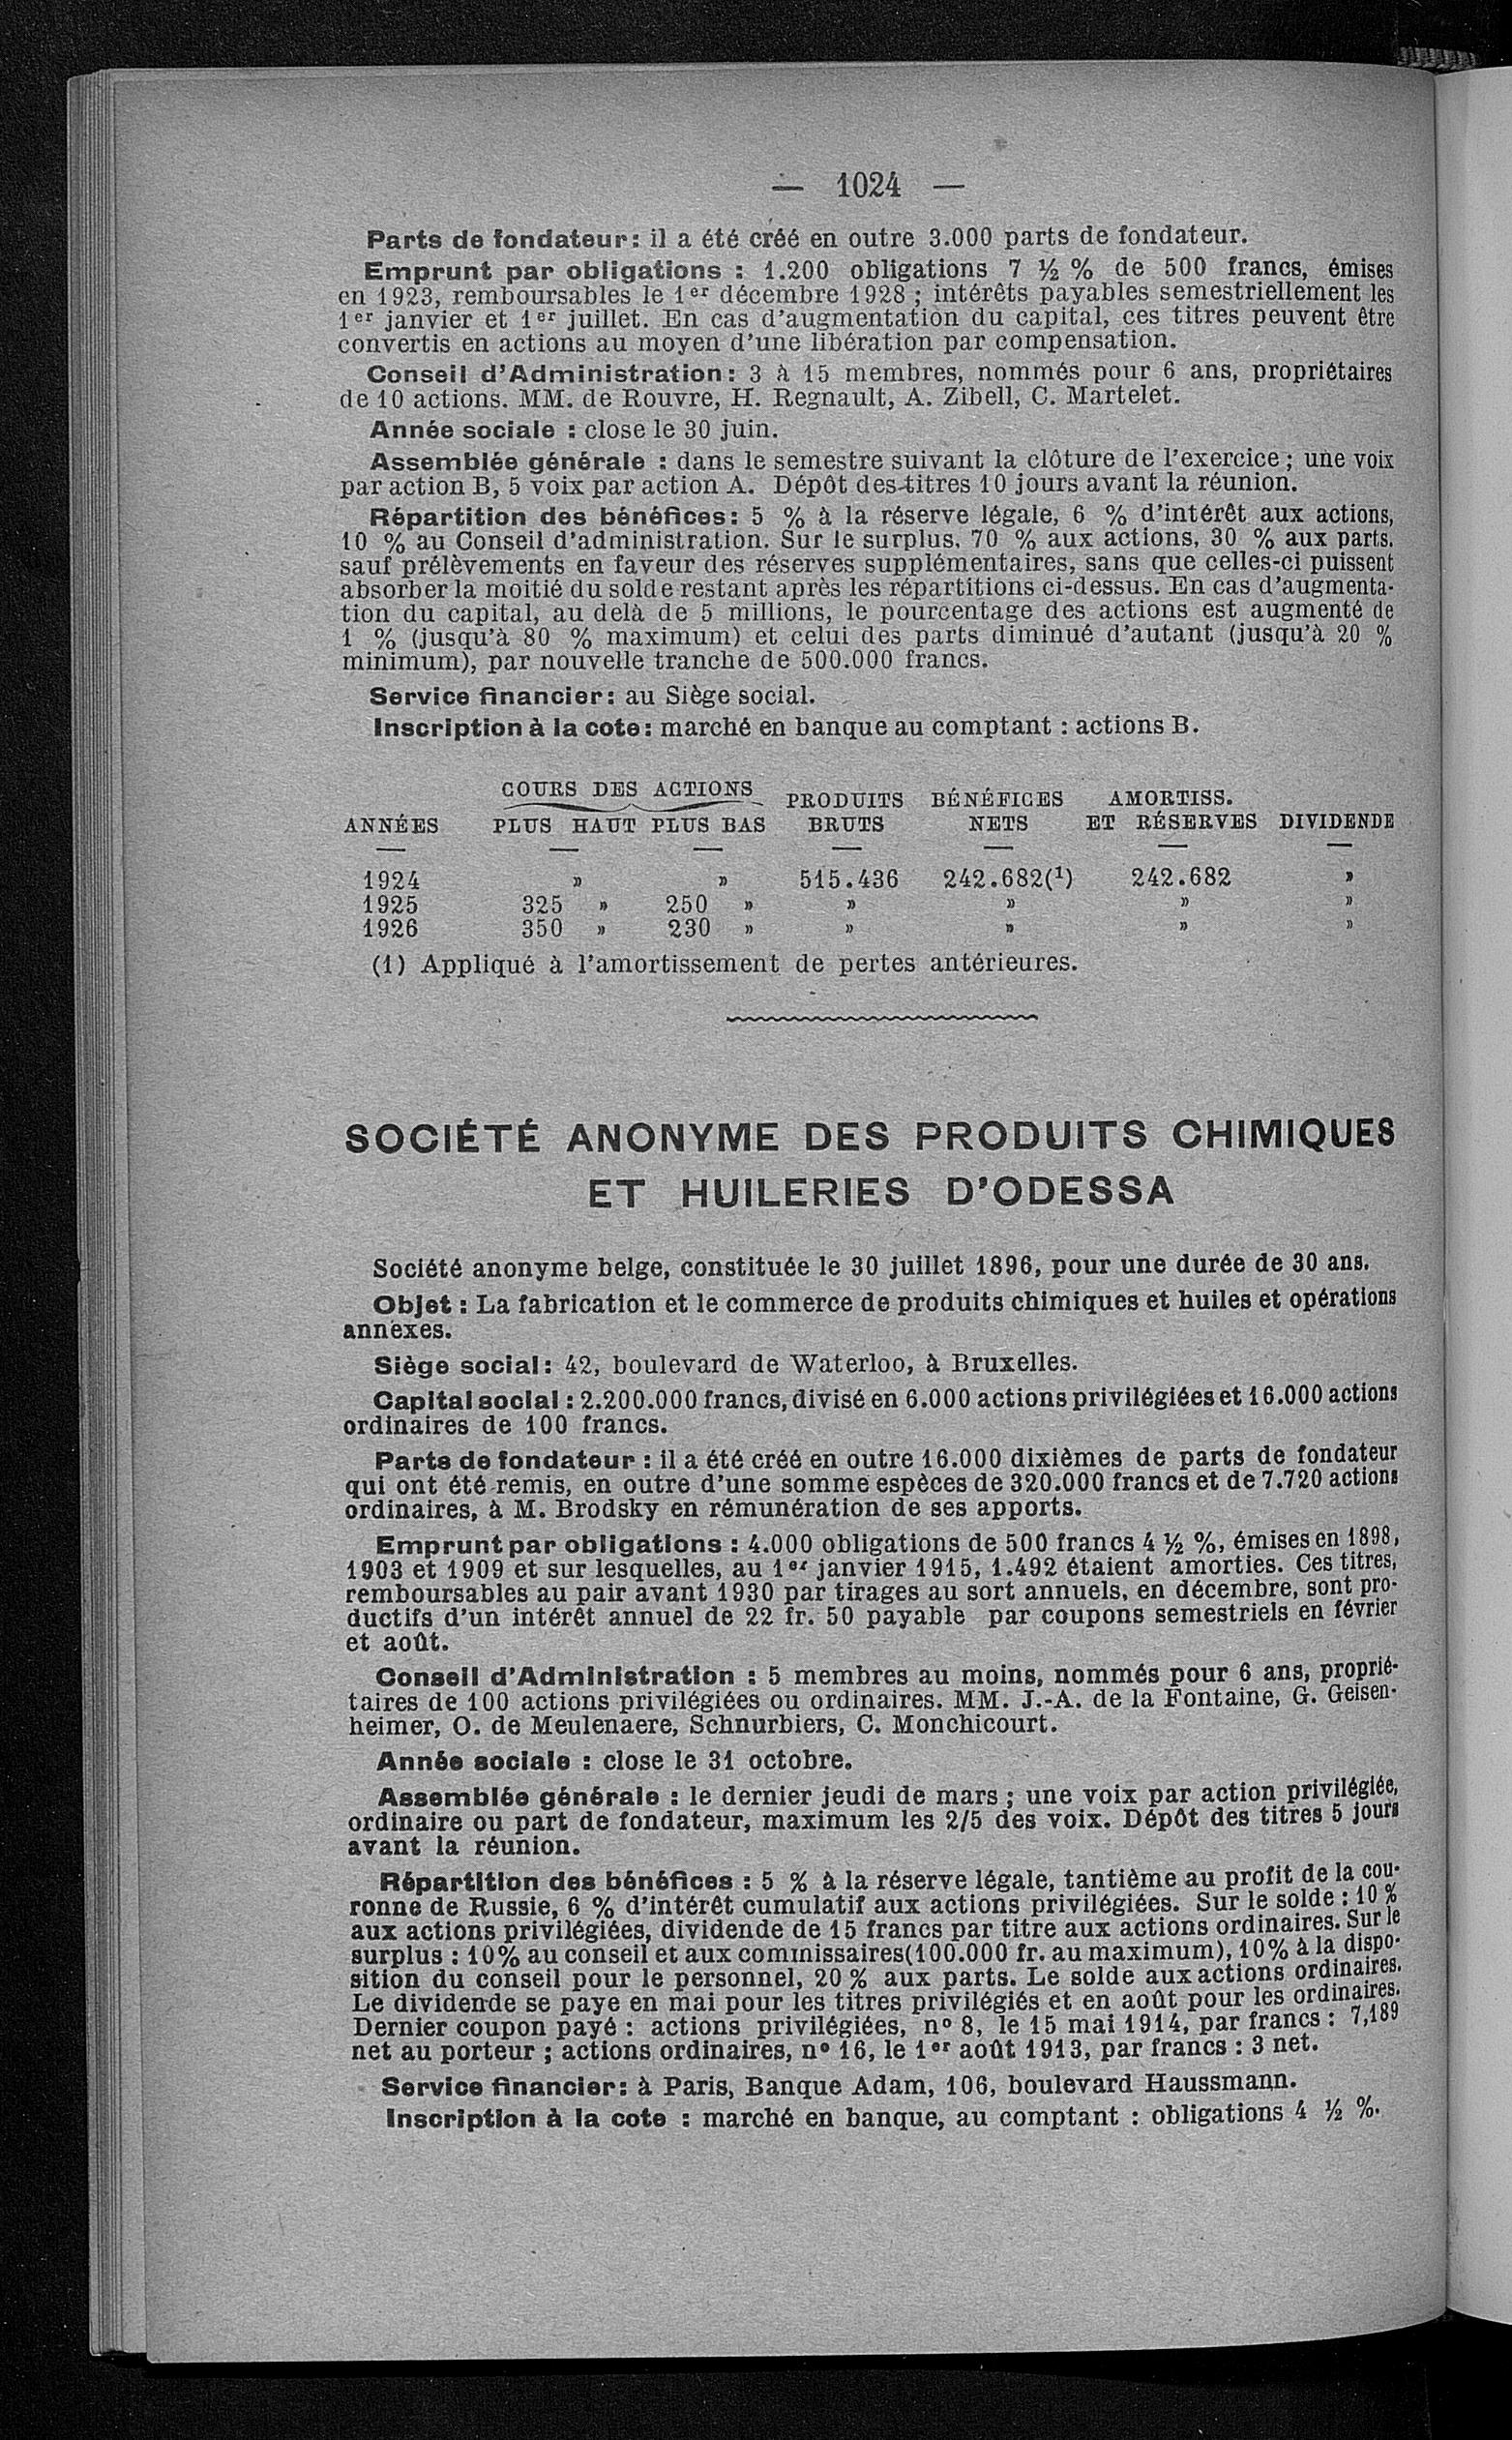 — 1024 —
Parts de fondateur: il a été créé en outre 3.000 parts de fondateur.
Emprunt par obligations : 1.200 obligations 7 ½ % de 500 francs, émises
en 1923, remboursables le 1er décembre 1928 ; intérêts payables semestriellement les
1er janvier et 1er juillet. En cas d'augmentation du capital, ces titres peuvent être
convertis en actions au moyen d'une libération par compensation.
Conseil d'Administration: 3 à 15 membres, nommés pour 6 ans, propriétaires
de 10 actions. MM. de Rouvre, H. Regnault, A. Zibell, C. Martelet.
Année sociale : close le 30 juin.
Assemblée générale : dans le semestre suivant la clôture de l'exercice ; une voix
par action B, 5 voix par action A. Dépôt des titres 10 jours avant la réunion.
Répartition des bénéfices: 5 % à la réserve légale, 6 % d'intérêt aux actions,
10 % au Conseil d'administration. Sur le surplus, 70 % aux actions, 30 % aux parts,
sauf prélèvements en faveur des réserves supplémentaires, sans que celles-ci puissent
absorber la moitié du solde restant après les répartitions ci-dessus. En cas d'augmenta-
tion du capital, au delà de 5 millions, le pourcentage des actions est augmenté de
1 % (jusqu'à 80 % maximum) et celui des parts diminué d'autant (jusqu'à 20 %
minimum), par nouvelle tranche de 500.000 francs.
Service financier: au Siège social.
Inscription à la cote: marché en banque au comptant : actions B.
COURS DES ACTIONS PRODUITS BÉNÉFICES AMORTISS.
ANNÉES PLUS HAUT PLUS BAS BRUTS NETS ET RÉSERVES DIVIDENDE
1924 » » 515.436 242.682(1) 242.682 »
1925 325 » 250 » » » » »
1926 350 » 230 » » » » »
(1) Appliqué à l'amortissement de pertes antérieures.
SOCIÉTÉ ANONYME DES PRODUITS CHIMIQUES
ET HUILERIES D'ODESSA
Société anonyme belge, constituée le 30 juillet 1896, pour une durée de 30 ans.
Objet : La fabrication et le commerce de produits chimiques et huiles et opérations
annexes.
Siège social: 42, boulevard de Waterloo, à Bruxelles.
Capital social : 2.200.000 francs, divisé en 6.000 actions privilégiées et 16.000 actions
ordinaires de 100 francs.
Parts de fondateur : il a été créé en outre 16.000 dixièmes de parts de fondateur
qui ont été remis, en outre d'une somme espèces de 320.000 francs et de 7.720 actions
ordinaires, à M. Brodsky en rémunération de ses apports.
Emprunt par obligations : 4.000 obligations de 500 francs 4 ½ %, émises en 1898,
1903 et 1909 et sur lesquelles, au 1er janvier 1915, 1.492 étaient amorties. Ces titres,
remboursables au pair avant 1930 par tirages au sort annuels, en décembre, sont pro-
ductifs d'un intérêt annuel de 22 fr. 50 payable par coupons semestriels en février
et août.
Conseil d'Administration : 5 membres au moins, nommés pour 6 ans, proprié-
taires de 100 actions privilégiées ou ordinaires. MM. J.-A. de la Fontaine, G. Geisen-
heimer, O. de Meulenaere, Schnurbiers, C. Monchicourt.
Année sociale : close le 31 octobre.
Assemblée générale : le dernier jeudi de mars ; une voix par action privilégiée,
ordinaire ou part de fondateur, maximum les 2/5 des voix. Dépôt des titres 5 jours
avant la réunion.
Répartition des bénéfices : 5 % à la réserve légale, tantième au profit de la cou-
ronne de Russie, 6 % d'intérêt cumulatif aux actions privilégiées. Sur le solde : 10 %
aux actions privilégiées, dividende de 15 francs par titre aux actions ordinaires. Sur le
surplus : 10% au conseil et aux commissaires(100.000 fr. au maximum), 10% à la dispo-
sition du conseil pour le personnel, 20 % aux parts. Le solde aux actions ordinaires.
Le dividende se paye en mai pour les titres privilégiés et en août pour les ordinaires.
Dernier coupon payé : actions privilégiées, nº 8, le 15 mai 1914, par francs : 7,189
net au porteur ; actions ordinaires, nº 16, le 1er août 1913, par francs : 3 net.
Service financier: à Paris, Banque Adam, 106, boulevard Haussmann.
Inscription à la cote : marché en banque, au comptant : obligations 4 ½ %.